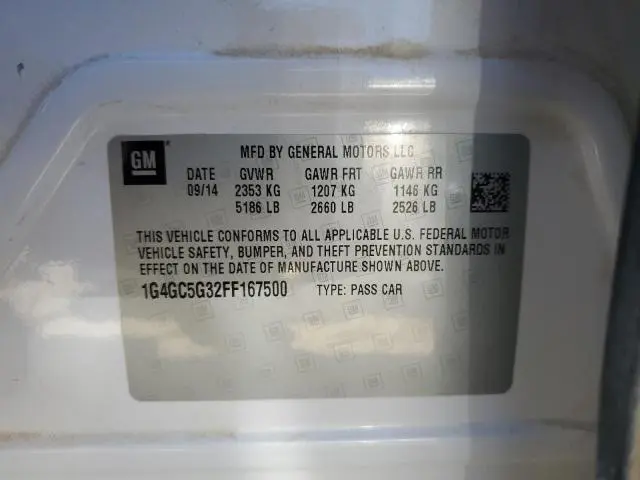 GM
MFD BY GENERAL MOTORS LLC
DATE GVWR GAWR FRT GAWR RR
09/14 2353 KG 1207 KG 1146 KG
5186 LB 2660 LB 2526 LB
THIS VEHICLE CONFORMS TO ALL APPLICABLE U.S. FEDERAL MOTOR
VEHICLE SAFETY, BUMPER, AND THEFT PREVENTION STANDARDS IN
EFFECT ON THE DATE OF MANUFACTURE SHOWN ABOVE.
1G4GC5G32FF167500 TYPE: PASS CAR